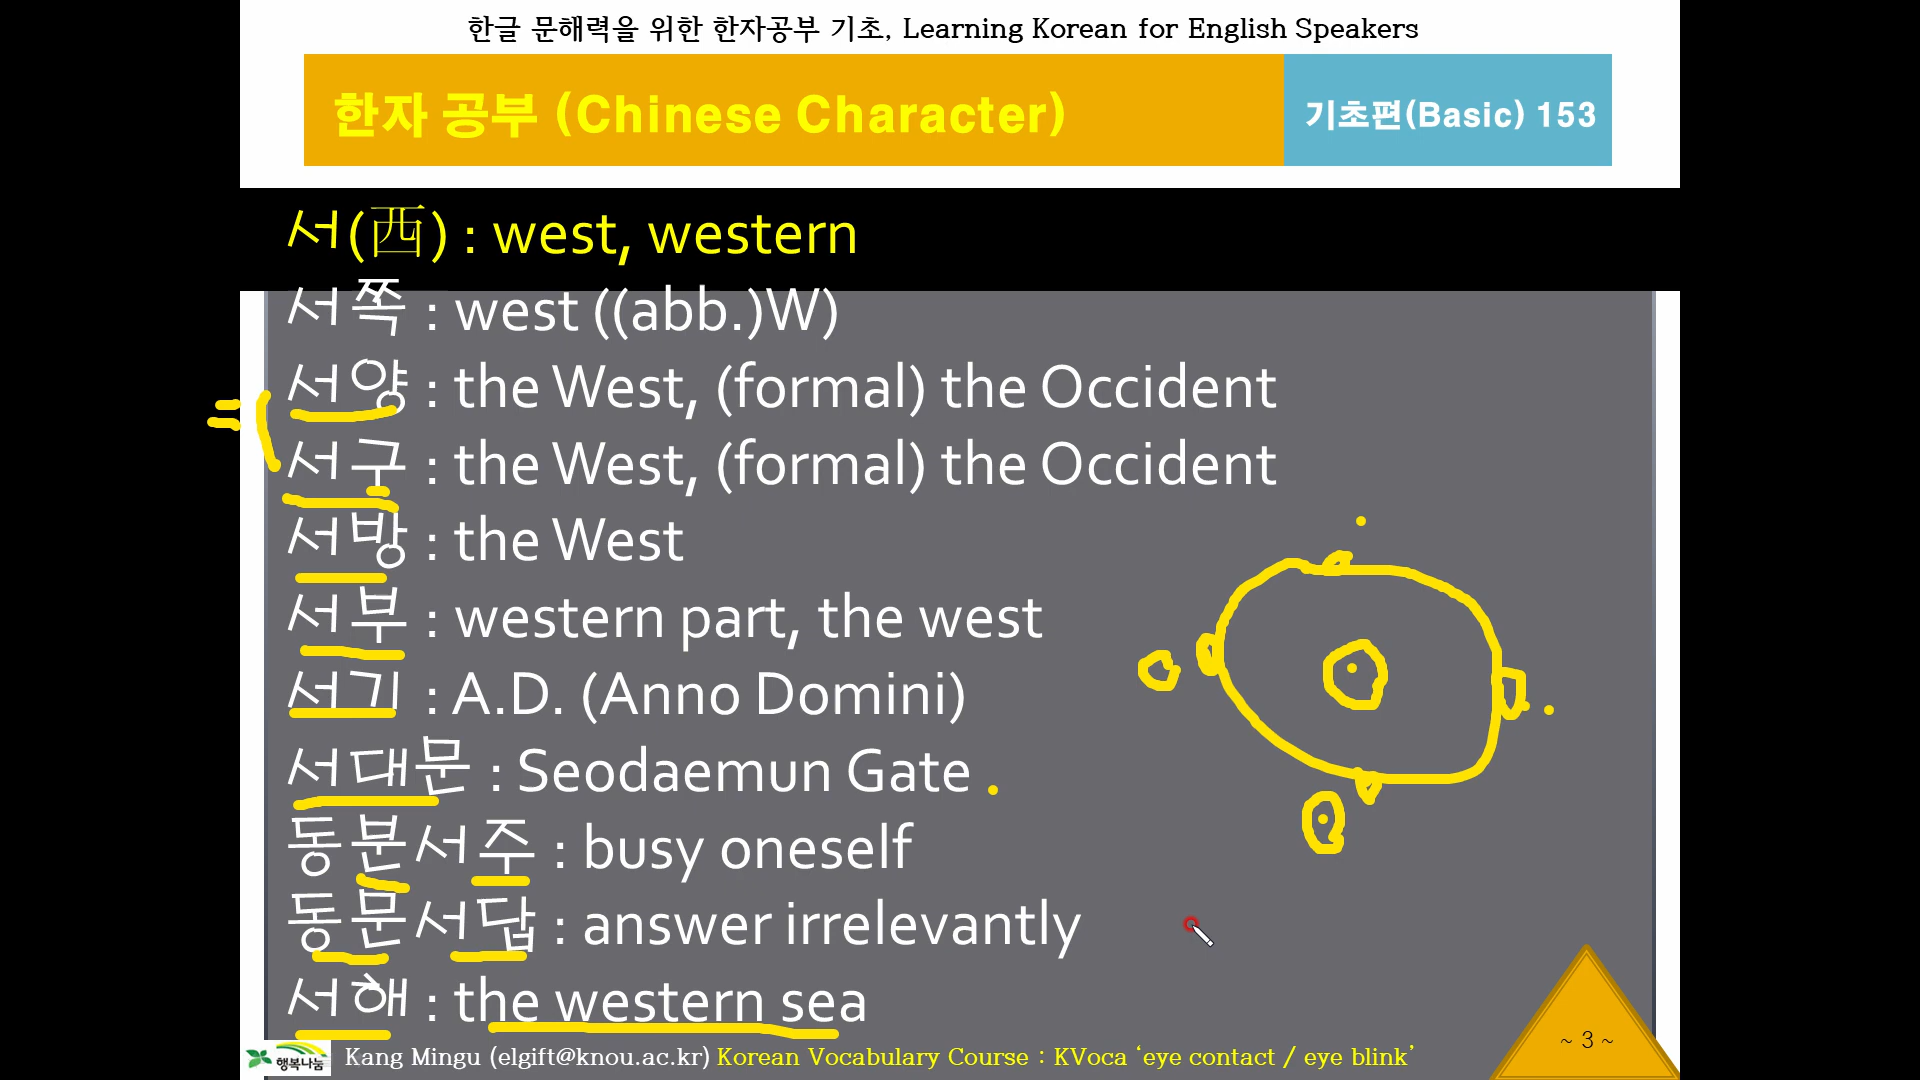 한글 문해력을 위한 한자공부 기초, Learning Korean for English Speakers
한자 공부 (Chinese Character)
기초편(Basic) 153
서(西) : west, western
서쪽 : west ((abb.)W)
서양 : the West, (formal) the Occident
서구 : the West, (formal) the Occident
서방 : the West
서부 : western part, the west
서기 : A.D. (Anno Domini)
서대문 : Seodaemun Gate
동분서주 : busy oneself
동문서답 : answer irrelevantly
서해 : the western sea
행복나눔
Kang Mingu (elgift@knou.ac.kr) Korean Vocabulary Course : KVoca ‘eye contact / eye blink’
~ 3 ~